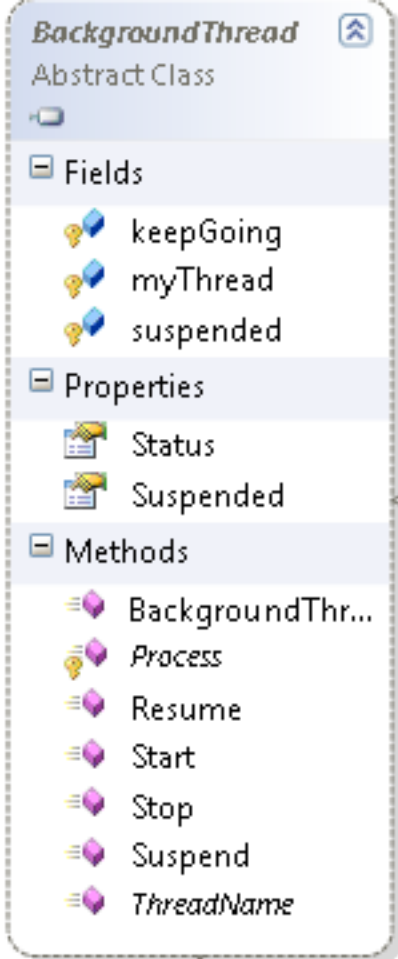 BackgroundThread
Abstract Class
Fields
keepGoing
myThread
suspended
Properties
Status
Suspended
Methods
BackgroundThr...
Process
Resume
Start
Stop
Suspend
ThreadName